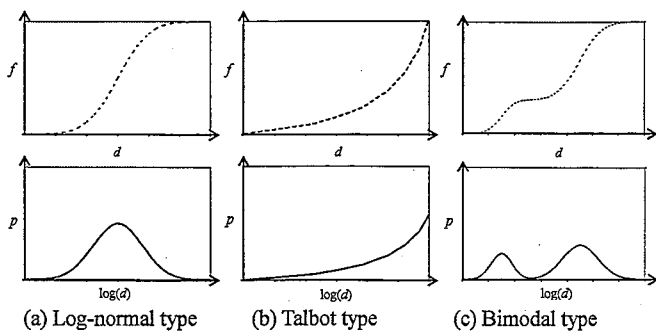 f f f
d d d
p p p
log(d) log(d) log(d)
(a) Log-normal type (b) Talbot type (c) Bimodal type